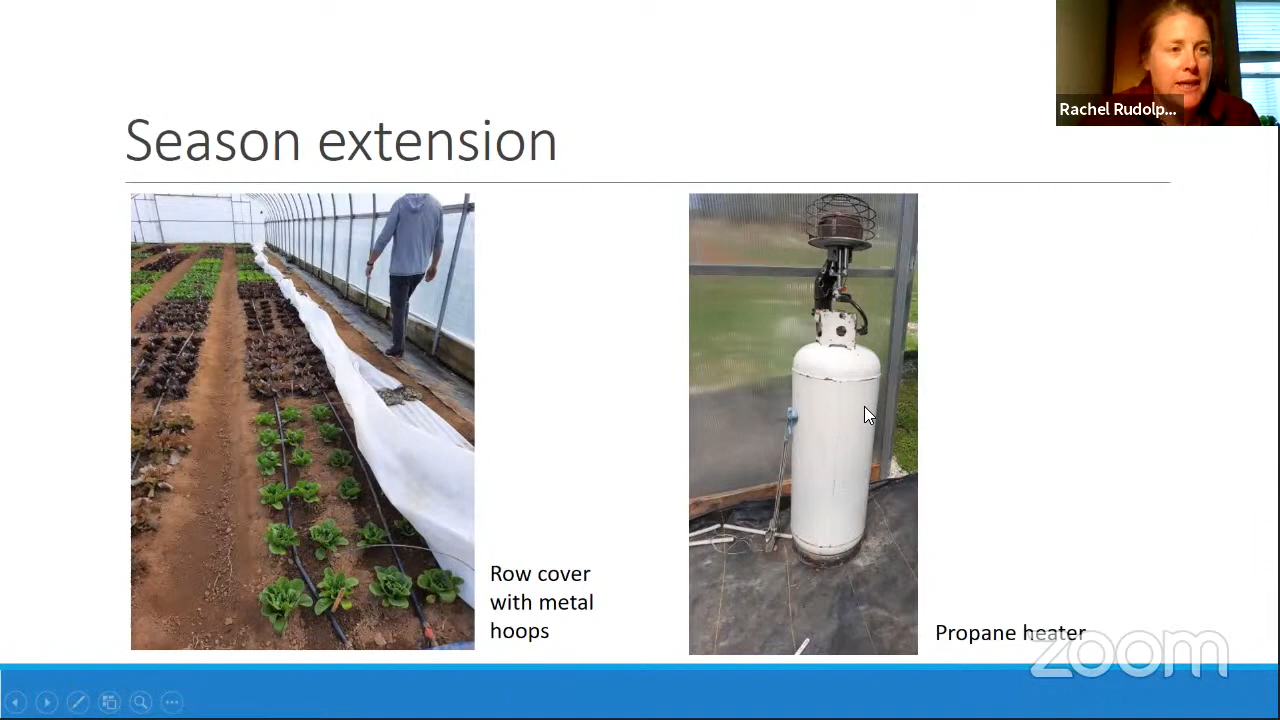 Rachel Rudolp...
Season extension
Row cover
with metal
hoops
Propane heater
zoom